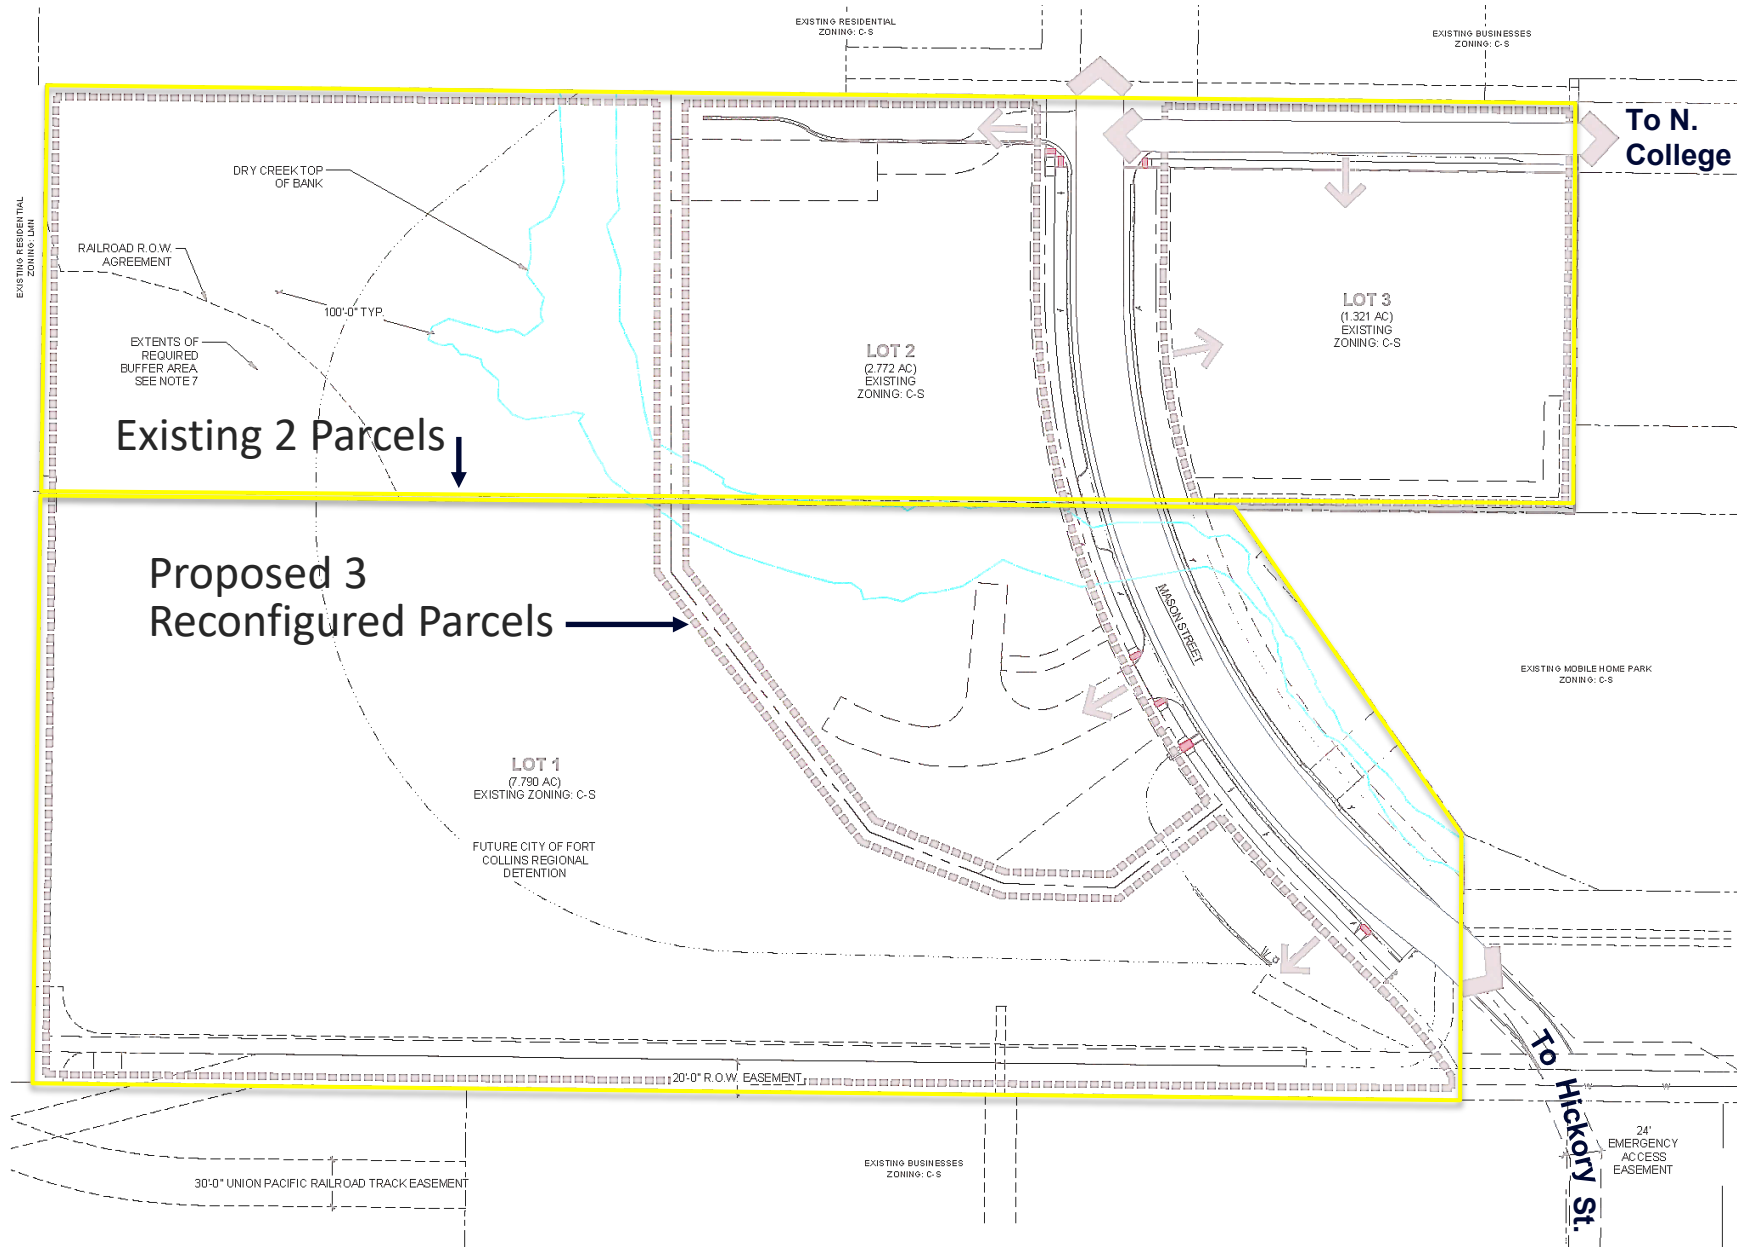 EXISTING RESIDENTIAL
ZONING: C-S
EXISTING BUSINESSES
ZONING: C-S
To N.
College
DRY CREEK TOP
OF BANK
EXISTING RESIDENTIAL
ZONING: LMN
RAILROAD R.O.W.
AGREEMENT
100'-0" TYP.
EXTENTS OF
REQUIRED
BUFFER AREA
SEE NOTE 7
LOT 2
(2.772 AC)
EXISTING
ZONING: C-S
LOT 3
(1.321 AC)
EXISTING
ZONING: C-S
Existing 2 Parcels
Proposed 3
Reconfigured Parcels
MASON STREET
EXISTING MOBILE HOME PARK
ZONING: C-S
LOT 1
(7.790 AC)
EXISTING ZONING: C-S
FUTURE CITY OF FORT
COLLINS REGIONAL
DETENTION
20'-0" R.O.W. EASEMENT
To Hickory St.
24'
EMERGENCY
ACCESS
EASEMENT
EXISTING BUSINESSES
ZONING: C-S
30'-0" UNION PACIFIC RAILROAD TRACK EASEMENT